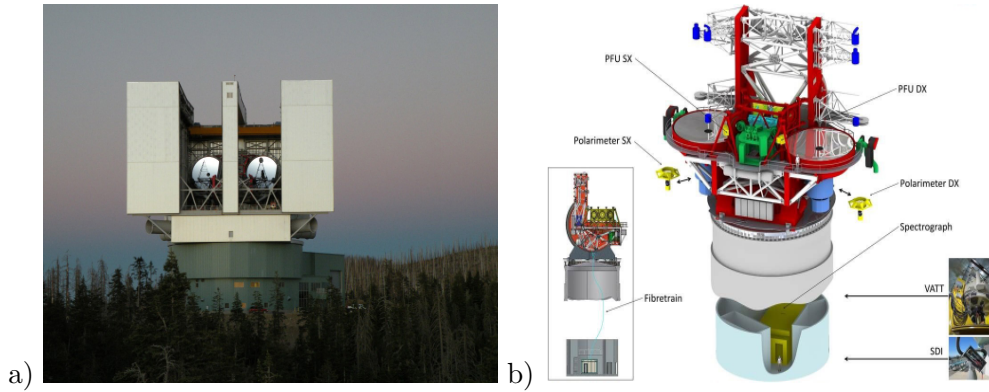 a)
b)
PFU SX
PFU DX
Polarimeter SX
Polarimeter DX
Spectrograph
Fibretrain
VATT
SDI